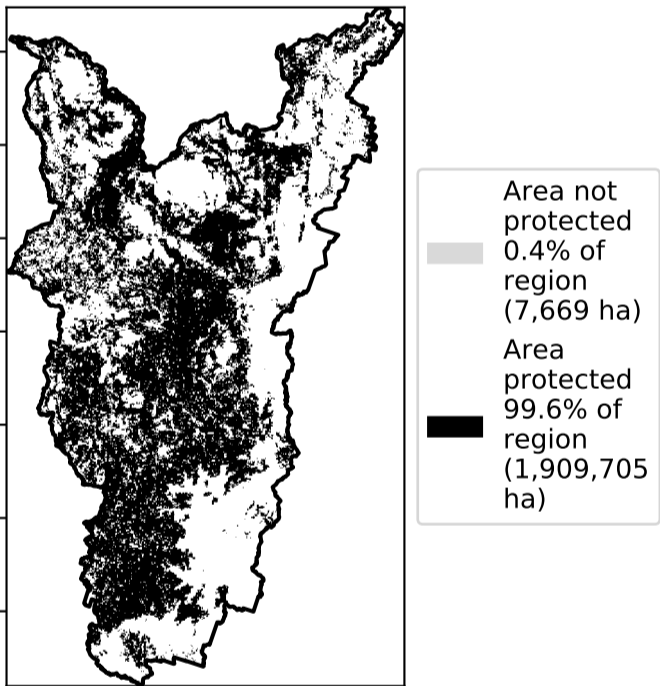 Area not
protected
0.4% of
region
(7,669 ha)
Area
protected
99.6% of
region
(1,909,705
ha)